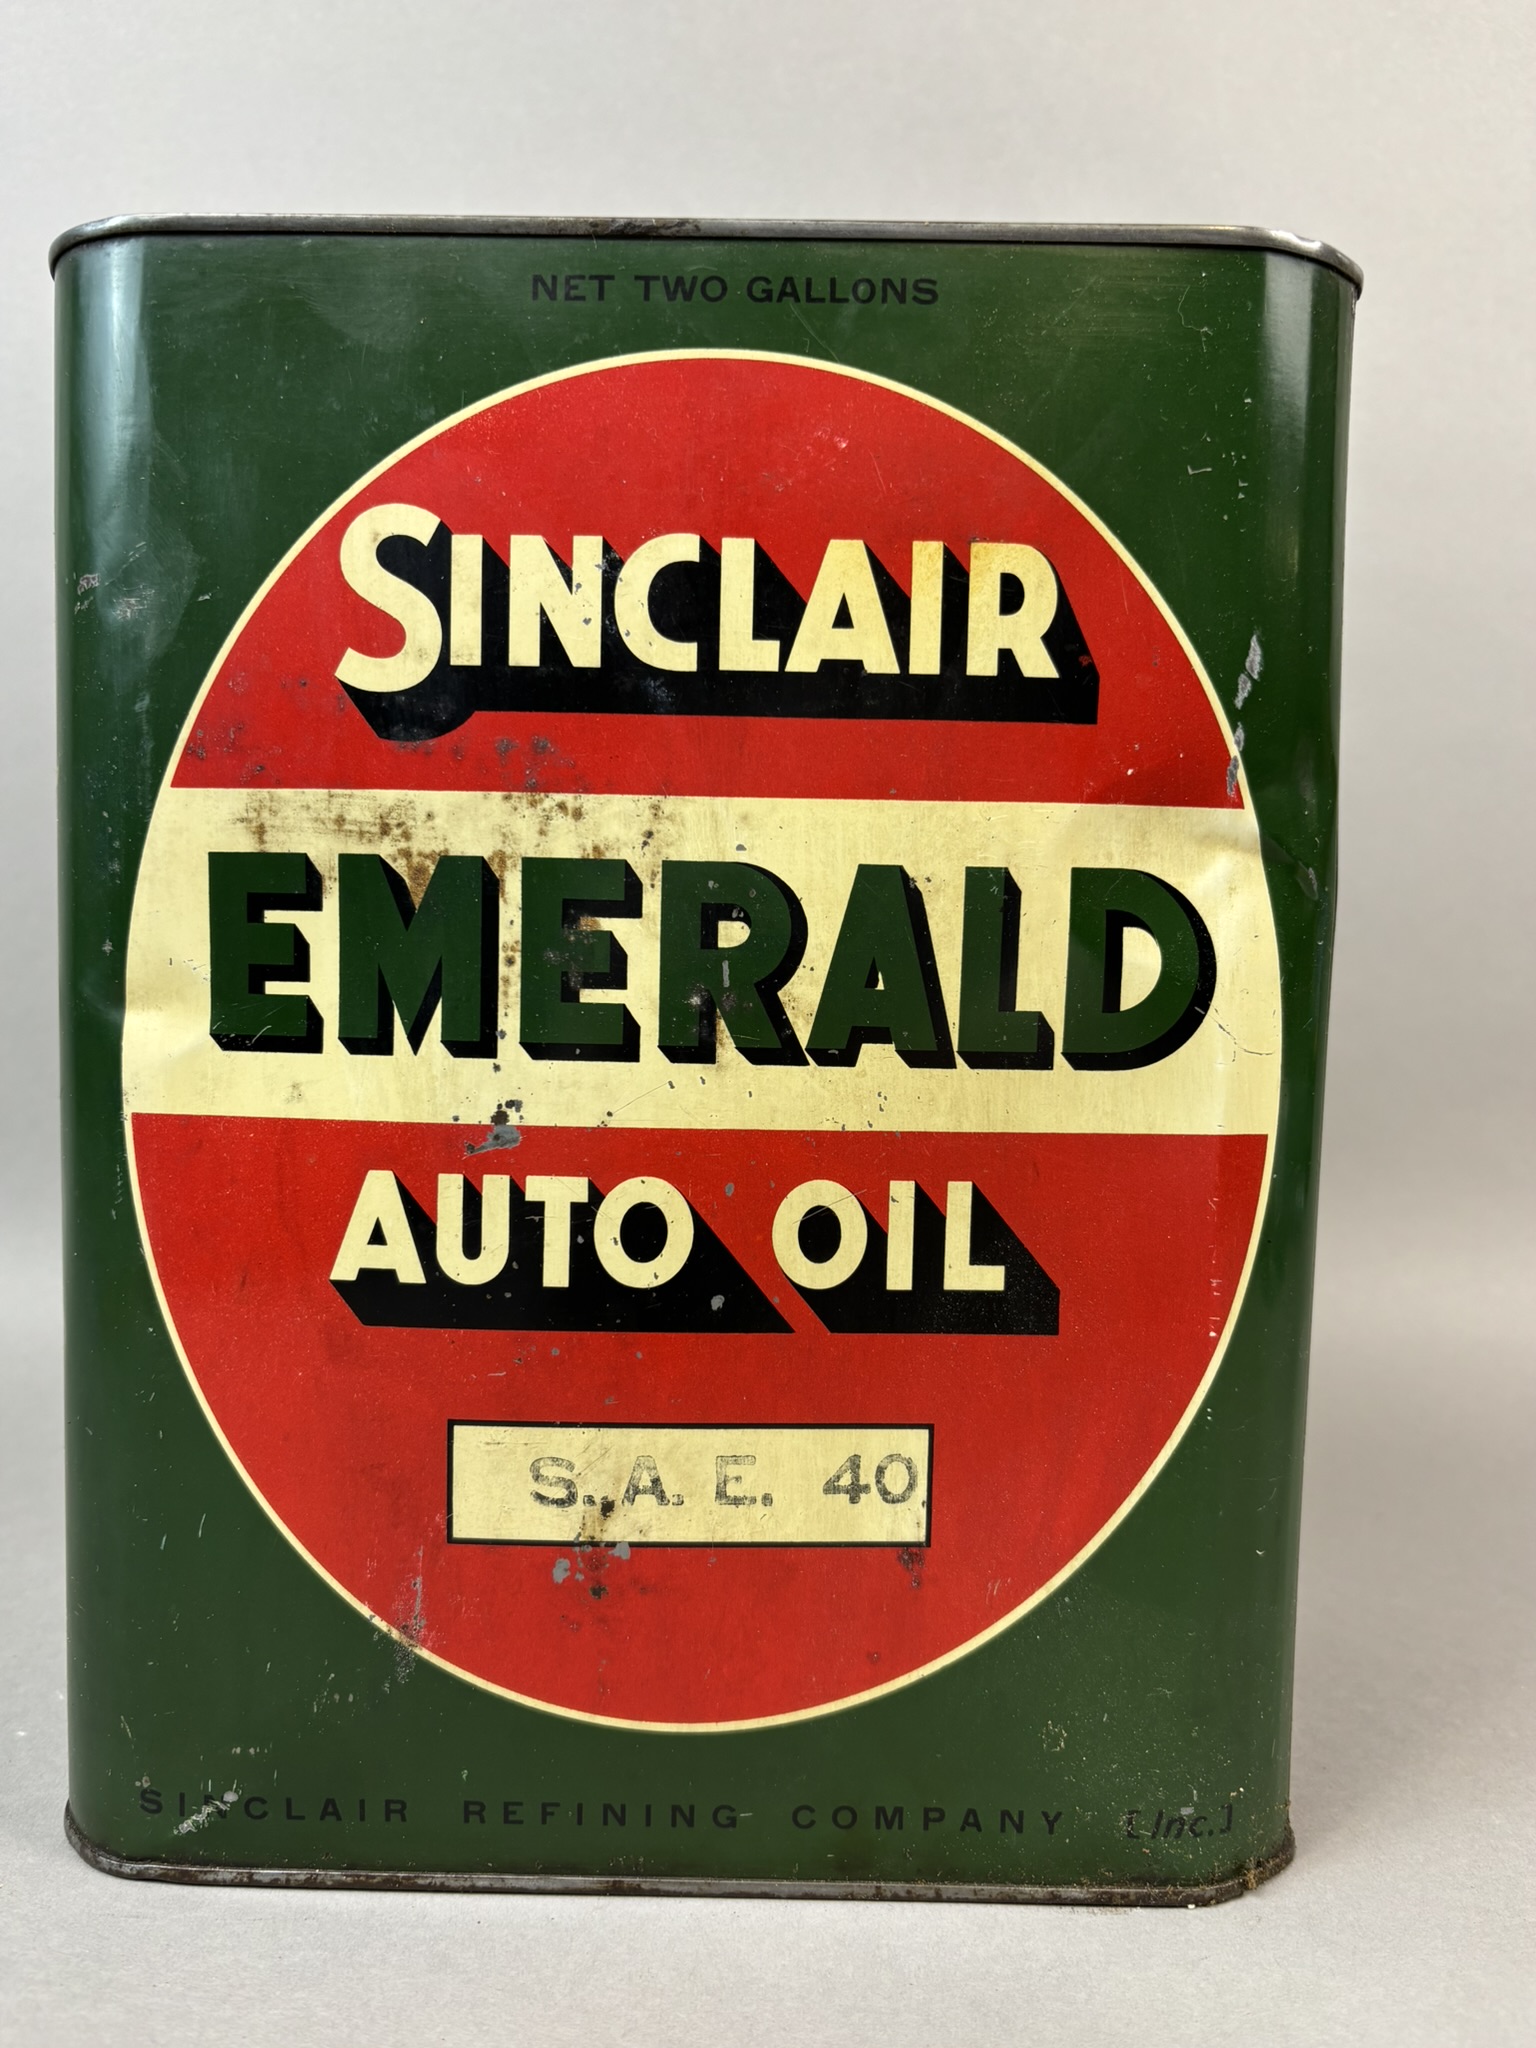 NET TWO GALLONS
SINCLAIR
EMERALD
AUTO OIL
S. A. E. 40
SINCLAIR REFINING COMPANY [Inc.]